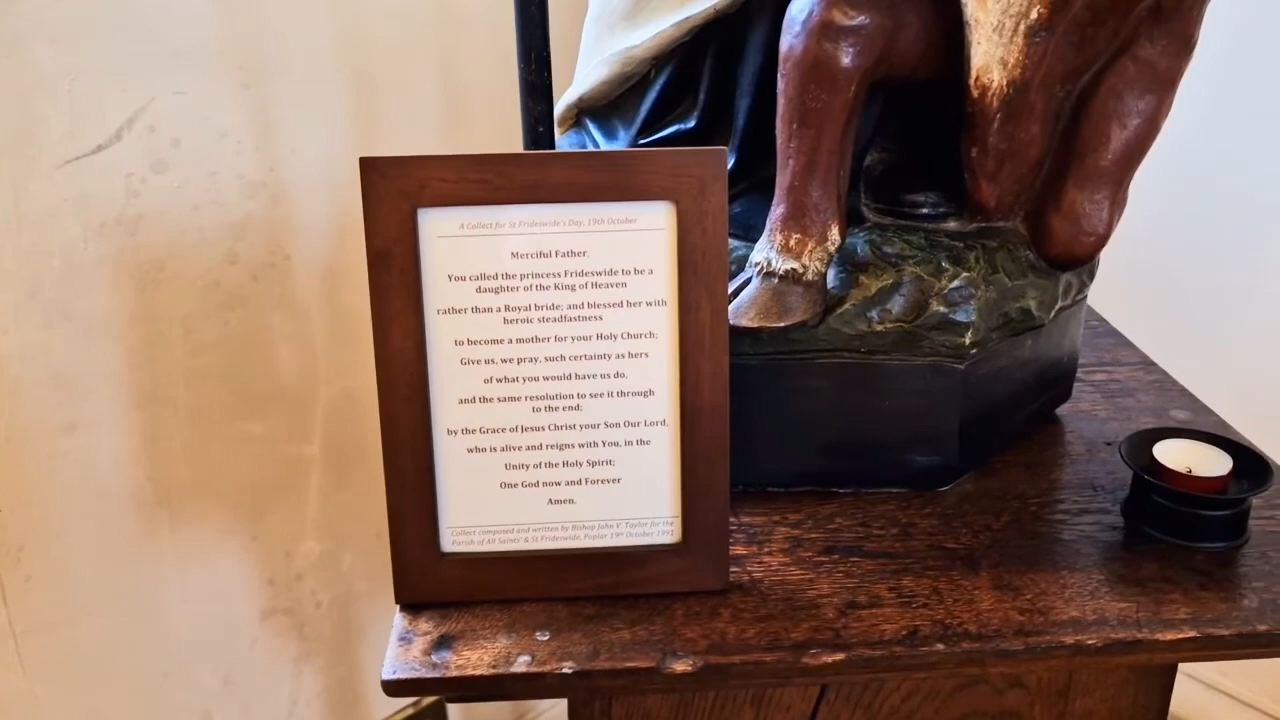 A Collect for St Frideswide's Day, 19th October
Merciful Father,
You called the princess Frideswide to be a
daughter of the King of Heaven
rather than a Royal bride; and blessed her with
heroic steadfastness
to become a mother for your Holy Church;
Give us, we pray, such certainty as hers
of what you would have us do,
and the same resolution to see it through
to the end;
by the Grace of Jesus Christ your Son Our Lord,
who is alive and reigns with You, in the
Unity of the Holy Spirit;
One God now and Forever
Amen.
Collect composed and written by Bishop John V. Taylor for the
Parish of All Saints' & St Frideswide, Poplar 19th October 1991